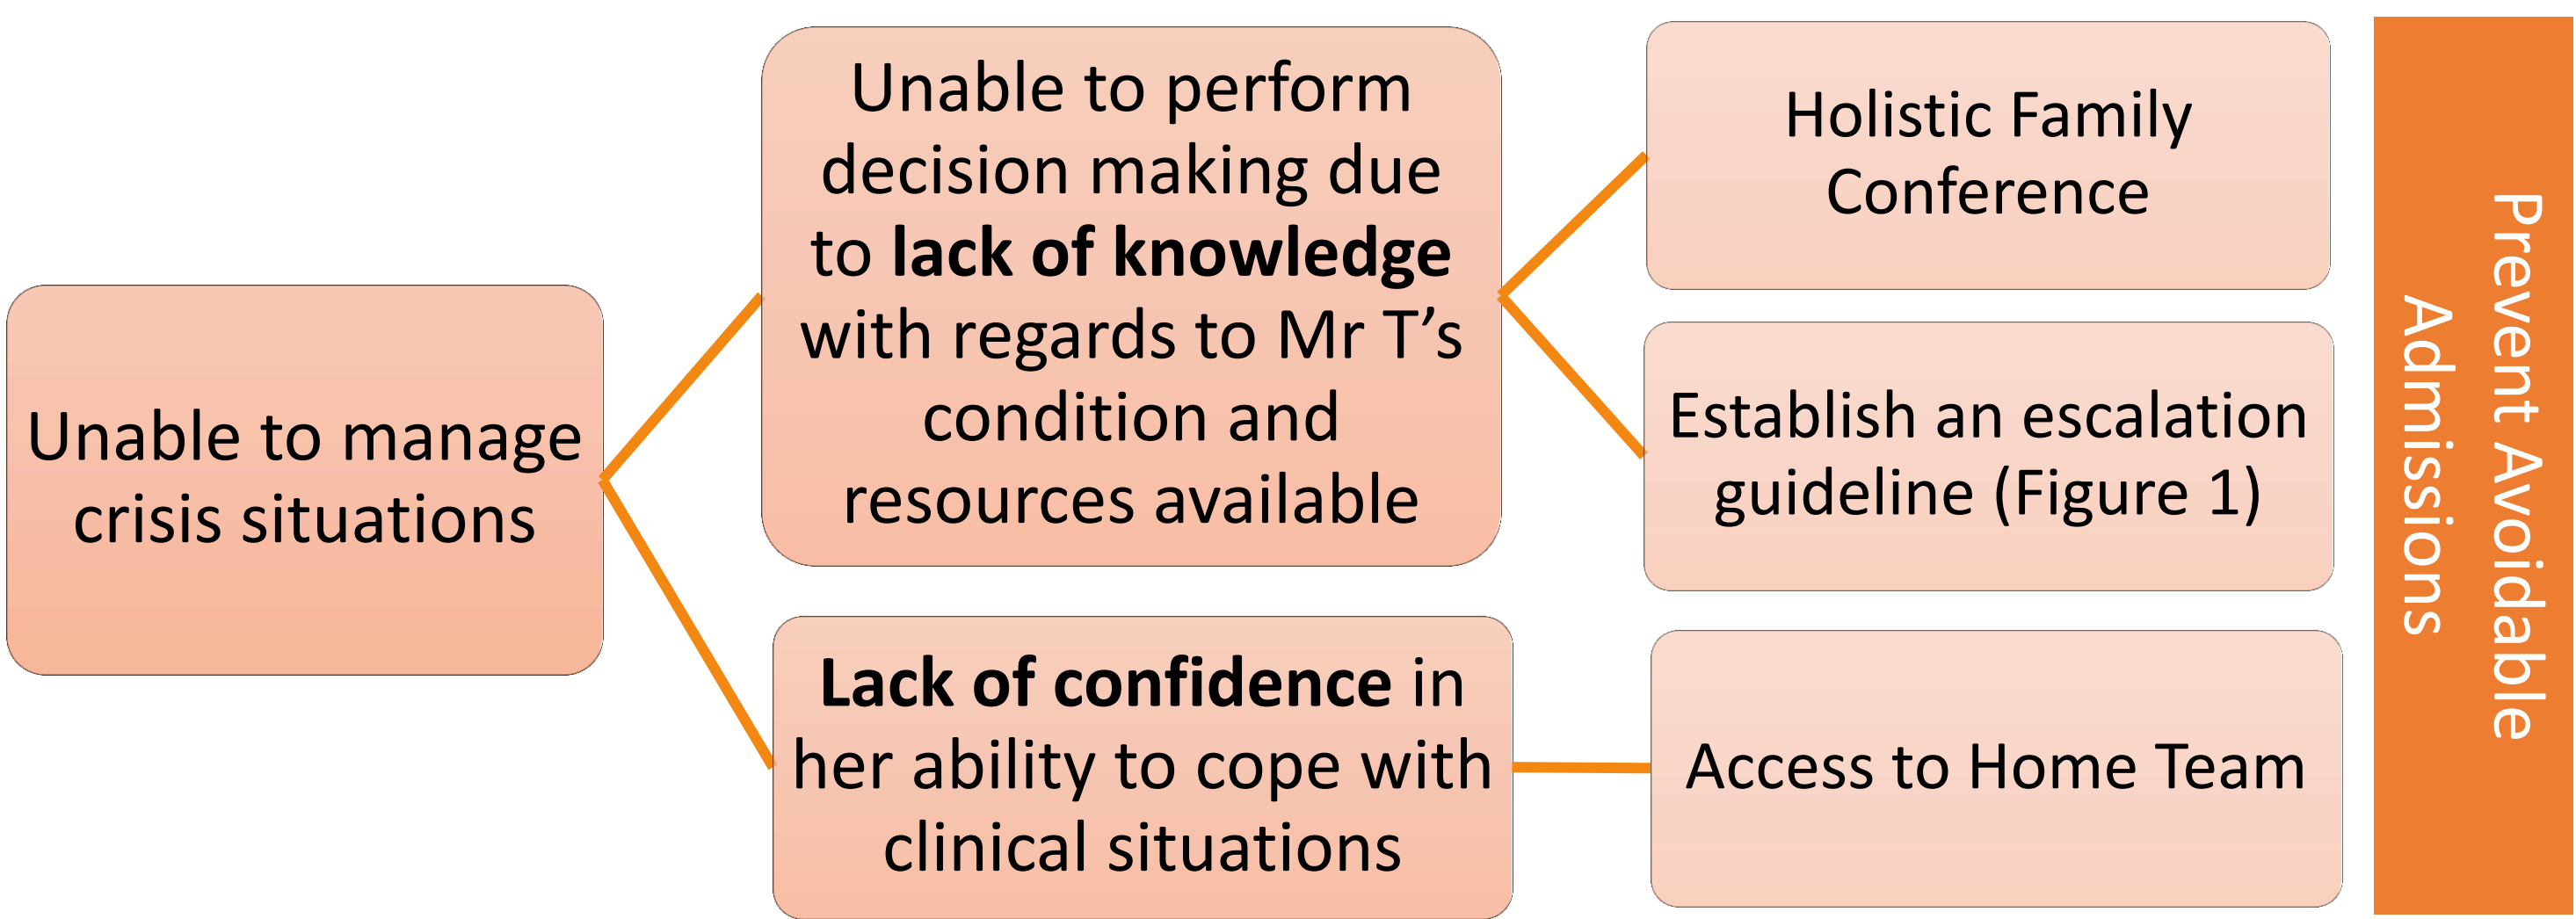 Unable to manage
crisis situations
Unable to perform
decision making due
to lack of knowledge
with regards to Mr T’s
condition and
resources available
Lack of confidence in
her ability to cope with
clinical situations
Holistic Family
Conference
Establish an escalation
guideline (Figure 1)
Access to Home Team
Prevent Avoidable
Admissions